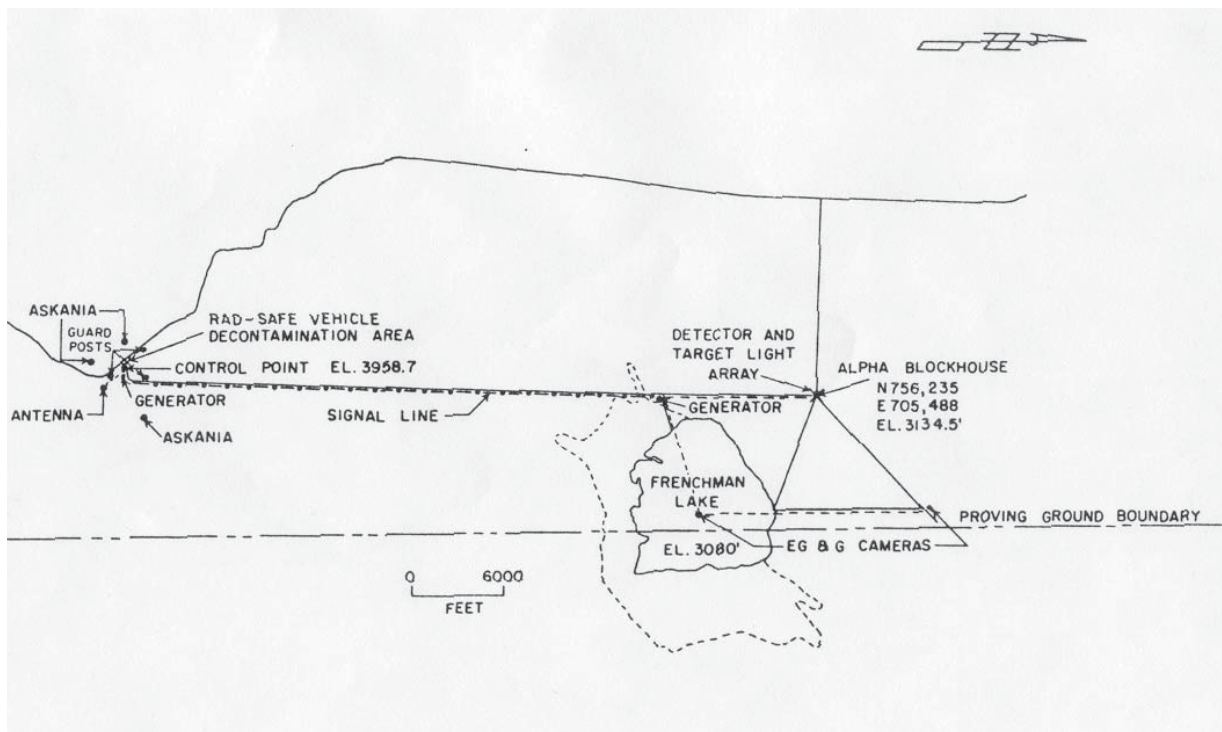 ASKANIA
GUARD
POSTS
RAD-SAFE VEHICLE
DECONTAMINATION AREA
CONTROL POINT EL. 3958.7
GENERATOR
ANTENNA
ASKANIA
SIGNAL LINE
DETECTOR AND
TARGET LIGHT
ARRAY
GENERATOR
ALPHA BLOCKHOUSE
N756,235
E 705,488
EL. 3134.5'
FRENCHMAN
LAKE
EL. 3080'
EG & G CAMERAS
PROVING GROUND BOUNDARY
0 6000
FEET